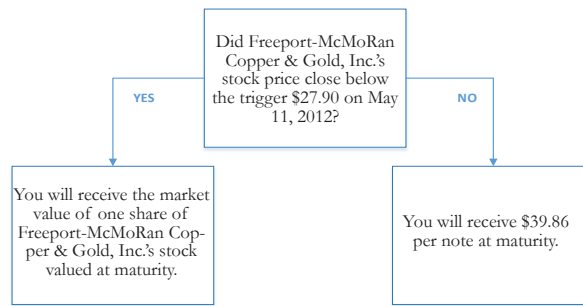 Did Freeport-McMoRan
Copper & Gold, Inc.'s
stock price close below
the trigger $27.90 on May
11, 2012?
YES
NO
You will receive the market
value of one share of
Freeport-McMoRan Cop-
per & Gold, Inc.'s stock
valued at maturity.
You will receive $39.86
per note at maturity.